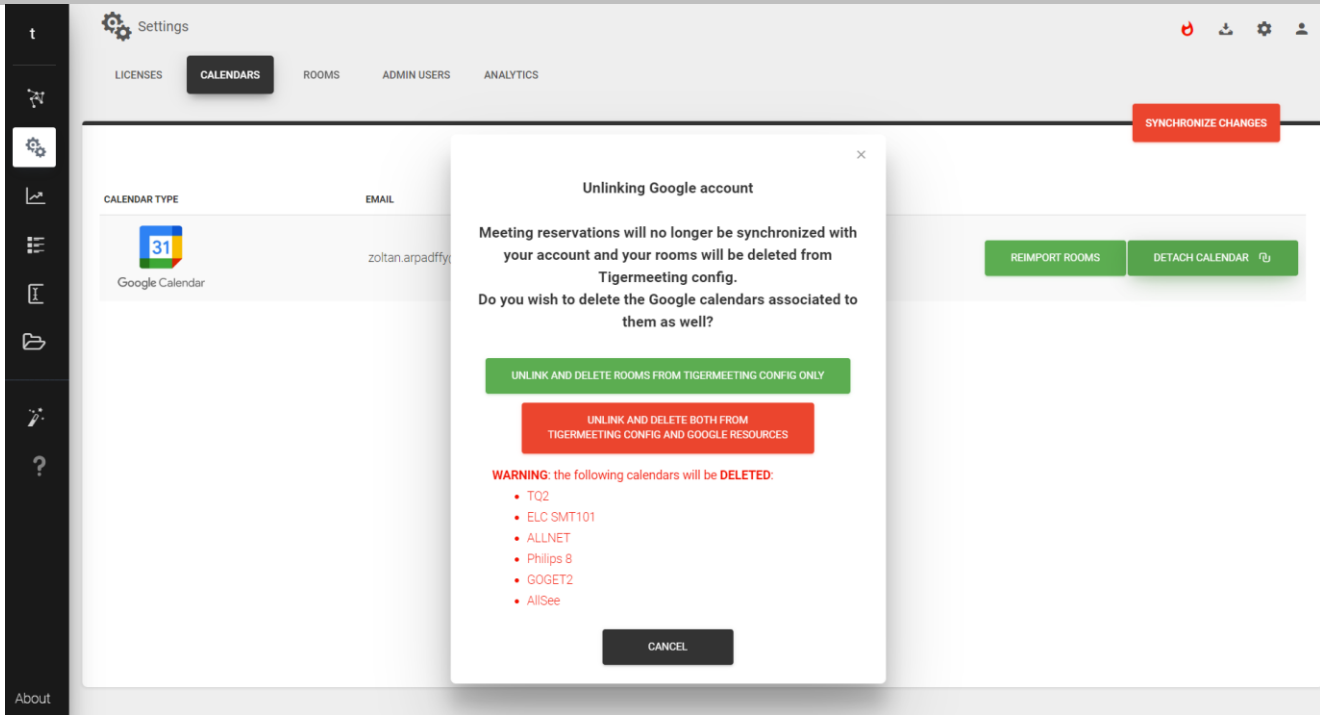 t
Settings
LICENSES
CALENDARS
ROOMS
ADMIN USERS
ANALYTICS
SYNCHRONIZE CHANGES
CALENDAR TYPE
EMAIL
31
Google Calendar
zoltan.arpadffy@
REIMPORT ROOMS
DETACH CALENDAR
×
Unlinking Google account
Meeting reservations will no longer be synchronized with
your account and your rooms will be deleted from
Tigermeeting config.
Do you wish to delete the Google calendars associated to
them as well?
UNLINK AND DELETE ROOMS FROM TIGERMEETING CONFIG ONLY
UNLINK AND DELETE BOTH FROM
TIGERMEETING CONFIG AND GOOGLE RESOURCES
WARNING: the following calendars will be DELETED:
• TQ2
• ELC SMT101
• ALLNET
• Philips 8
• GOGET2
• AllSee
CANCEL
?
About